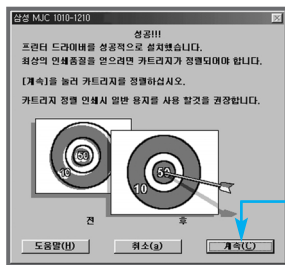 삼성 MJC 1010-1210
성공!!!
프린터 드라이버를 성공적으로 설치했습니다.
최상의 인쇄품질을 얻으려면 카트리지가 정렬되며야 합니다.
[계속]을 눌러 카트리지를 정렬하십시오.
카트리지 정렬 인쇄시 일반 용지를 사용 할것을 권장합니다.
60
10
50
10
전 후
도움말(H) 취소(a) 계속(C)